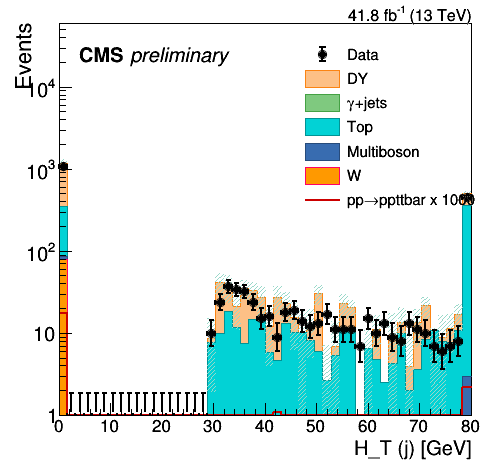 41.8 fb⁻¹ (13 TeV)
Events
CMS preliminary
Data
DY
γ+jets
Top
Multiboson
W
pp→ppttbar x 1000
10⁴
10³
10²
10
1
0 10 20 30 40 50 60 70 80
H_T (j) [GeV]